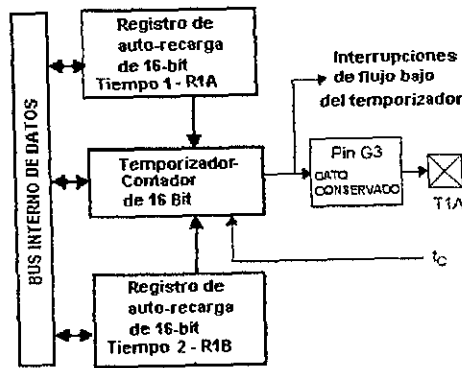 Registro de
auto-recarga
de 16-bit
Tiempo 1 - R1A
Interrupciones
de flujo bajo
del temporizador
BUS INTERNO DE DATOS
Temporizador-
Contador
de 16 Bit
Pin G3
DATO
CONSERVADO
T1A
tC
Registro de
auto-recarga
de 16-bit
Tiempo 2 - R1B